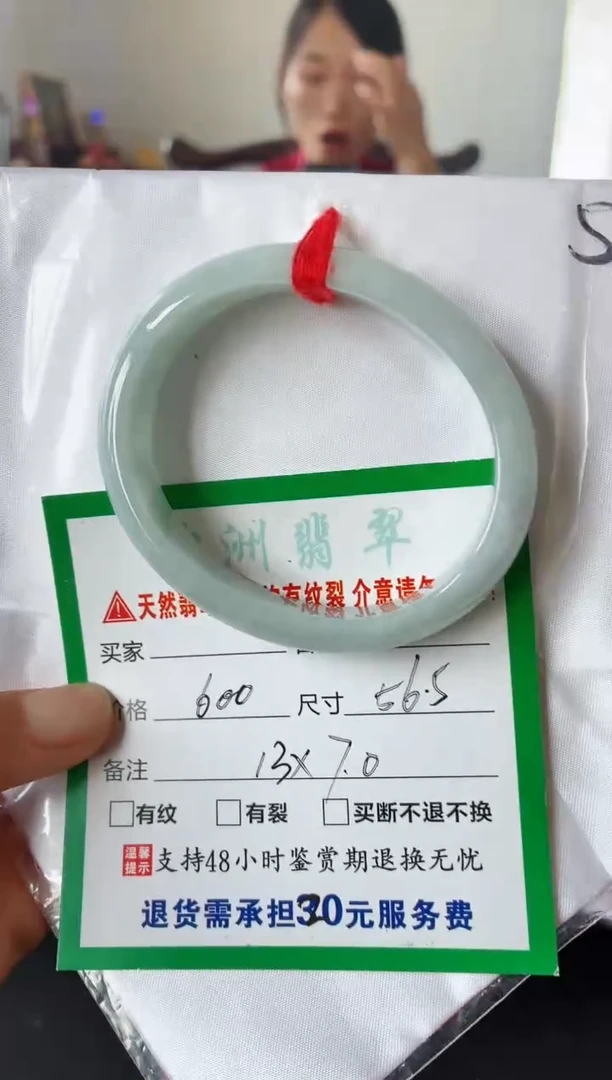 S
洲翡翠
天然翡 有纹裂 介意请
买家
价格 600 尺寸 56.5
备注 13x7.0
有纹 有裂 买断不退不换
温馨提示 支持48小时鉴赏期退换无忧
退货需承担30元服务费